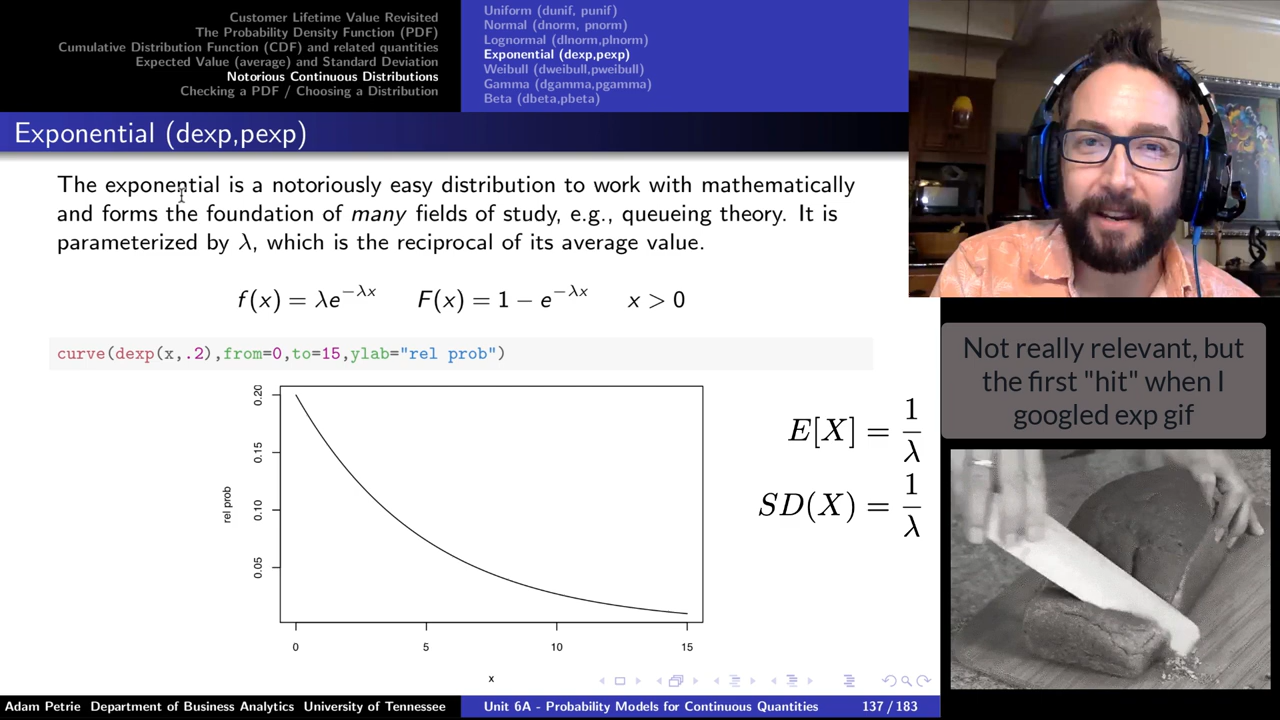 Customer Lifetime Value Revisited
The Probability Density Function (PDF)
Cumulative Distribution Function (CDF) and related quantities
Expected Value (average) and Standard Deviation
Notorious Continuous Distributions
Checking a PDF / Choosing a Distribution
Uniform (dunif, punif)
Normal (dnorm, pnorm)
Lognormal (dlnorm,plnorm)
Exponential (dexp,pexp)
Weibull (dweibull,pweibull)
Gamma (dgamma,pgamma)
Beta (dbeta,pbeta)
Exponential (dexp,pexp)
The exponential is a notoriously easy distribution to work with mathematically
and forms the foundation of many fields of study, e.g., queueing theory. It is
parameterized by λ, which is the reciprocal of its average value.
f(x) = λe^{−λx} F(x) = 1 − e^{−λx} x > 0
curve(dexp(x,.2),from=0,to=15,ylab="rel prob")
0.20
0.15
0.10
0.05
rel prob
0 5 10 15
x
E[X] = 1/λ
SD(X) = 1/λ
Not really relevant, but
the first "hit" when I
googled exp gif
Adam Petrie Department of Business Analytics University of Tennessee
Unit 6A - Probability Models for Continuous Quantities
137 / 183